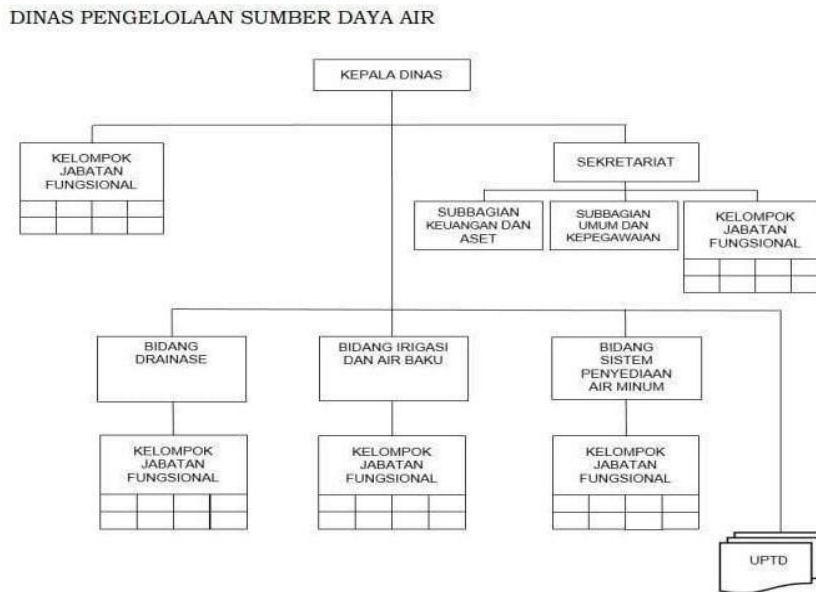 DINAS PENGELOLAAN SUMBER DAYA AIR
KEPALA DINAS
KELOMPOK
JABATAN
FUNGSIONAL
SEKRETARIAT
SUBBAGIAN
KEUANGAN DAN
ASET
SUBBAGIAN
UMUM DAN
KEPEGAWAIAN
KELOMPOK
JABATAN
FUNGSIONAL
BIDANG
DRAINASE
BIDANG IRIGASI
DAN AIR BAKU
BIDANG
SISTEM
PENYEDIAAN
AIR MINUM
KELOMPOK
JABATAN
FUNGSIONAL
KELOMPOK
JABATAN
FUNGSIONAL
KELOMPOK
JABATAN
FUNGSIONAL
UPTD